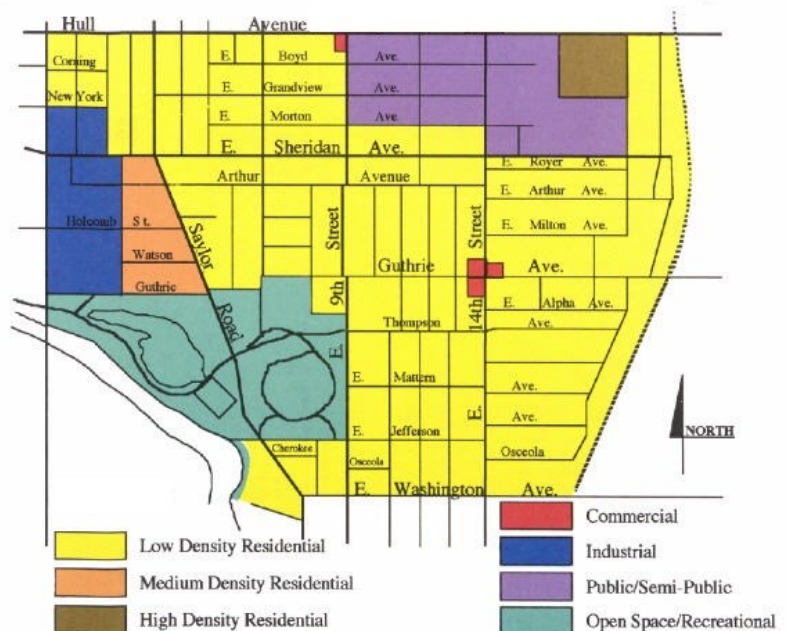 Hull Avenue
Corning
E. Boyd Ave.
New York
E. Grandview Ave.
E. Morton Ave.
E. Sheridan Ave.
E. Royer Ave.
Arthur Avenue
E. Arthur Ave.
Holcomb St.
Saylor Road
E. 9th Street
E. 14th Street
E. Milton Ave.
Watson
Guthrie
Guthrie Ave.
E. Alpha Ave.
Thompson Ave.
E. Mattern Ave.
E. Jefferson Ave.
Cherokee
Osceola
Osceola
E. Washington Ave.
NORTH
Low Density Residential
Medium Density Residential
High Density Residential
Commercial
Industrial
Public/Semi-Public
Open Space/Recreational